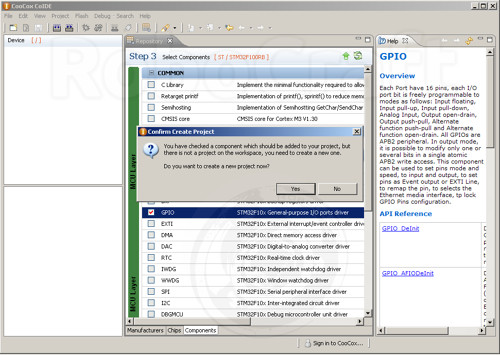 CooCox CoIDE
File Edit View Project Flash Debug Search Help
Device [ / ]
Repository
Step 3 Select Components [ ST / STM32F100RB ]
COMMON
C Library Implement the minimal functionality required to allow
Retarget printf Implementation of printf(), sprintf() to reduce memo
Semihosting Implementation of Semihosting GetChar/SendChar
CMSIS core CMSIS core for Cortex M3 V1.30
Confirm Create Project
You have checked a component which should be added to your project, but
there is not a project on the workspace, you need to create a new one.
Do you want to create a new project now?
Yes No
MCU Layer
GPIO STM32F10x General-purpose I/O ports driver
EXTI STM32F10x External interrupt/event controller drive
DMA STM32F10x Direct memory access driver
DAC STM32F10x Digital-to-analog converter driver
RTC STM32F10x Real-time clock driver
IWDG STM32F10x Independent watchdog driver
WWDG STM32F10x Window watchdog driver
SPI STM32F10x Serial peripheral interface driver
I2C STM32F10x Inter-integrated circuit driver
DBGMCU STM32F10x Debug microcontroller unit driver
MCU Layer
Manufacturers Chips Components
Help
GPIO
Overview
Each Port have 16 pins, each I/O
port bit is freely programmable to
modes as follows: Input floating,
Input pull-up, Input pull-down,
Analog Input, Output open-drain,
Output push-pull, Alternate
function push-pull and Alternate
function open-drain. All GPIOs are
APB2 peripheral. In output mode,
it is possible to modify only one or
several bits in a single atomic
APB2 write access. This component
can be used to set pins mode and
speed, to input and output, to set
pins as Event output or EXTI Line,
to remap the pin, to selects the
Ethernet media interface, tp lock
GPIO Pins configuration.
API Reference
GPIO_DeInit
GPIO_AFIODeInit
Sign in to CooCox...